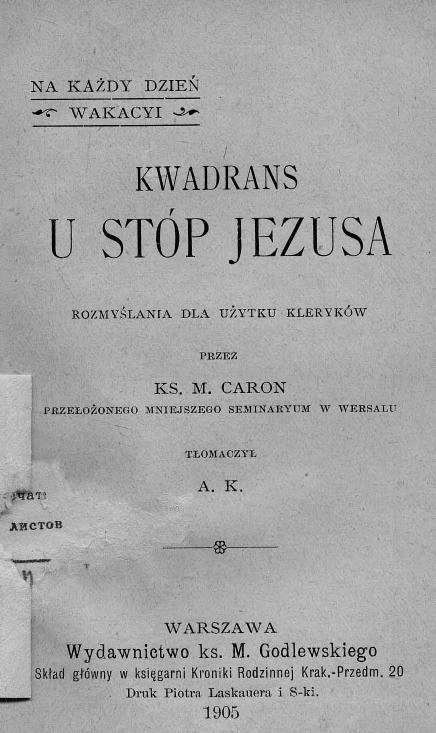 NA KAŻDY DZIEŃ
WAKACYI
KWADRANS
U STÓP JEZUSA
ROZMYŚLANIA DLA UŻYTKU KLERYKÓW
PRZEZ
KS. M. CARON
PRZEŁOŻONEGO MNIEJSZEGO SEMINARYUM W WERSALU
TŁOMACZYŁ
A. K.
ЛИСТОВ
WARSZAWA
Wydawnictwo ks. M. Godlewskiego
Skład główny w księgarni Kroniki Rodzinnej Krak.-Przedm. 20
Druk Piotra Laskauera i S-ki.
1905